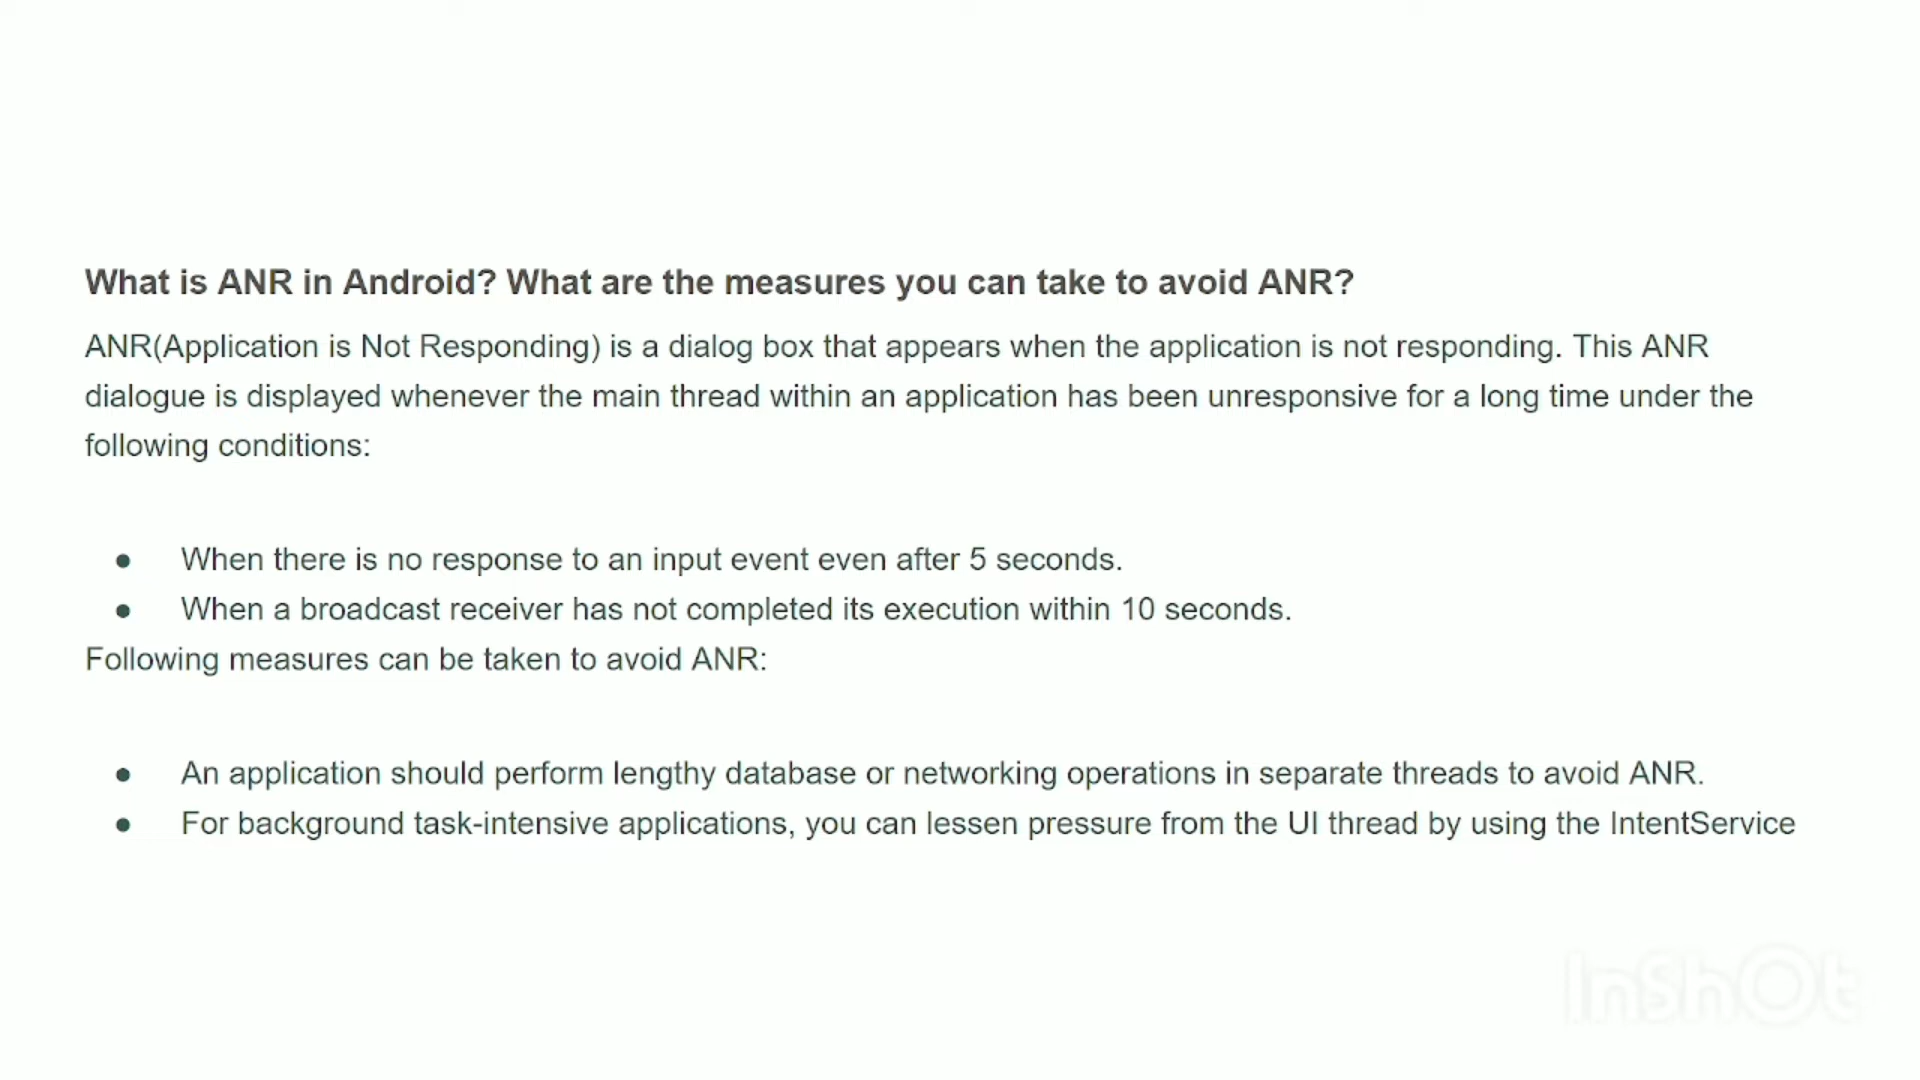 What is ANR in Android? What are the measures you can take to avoid ANR?
ANR(Application is Not Responding) is a dialog box that appears when the application is not responding. This ANR
dialogue is displayed whenever the main thread within an application has been unresponsive for a long time under the
following conditions:
● When there is no response to an input event even after 5 seconds.
● When a broadcast receiver has not completed its execution within 10 seconds.
Following measures can be taken to avoid ANR:
● An application should perform lengthy database or networking operations in separate threads to avoid ANR.
● For background task-intensive applications, you can lessen pressure from the UI thread by using the IntentService
InShOt